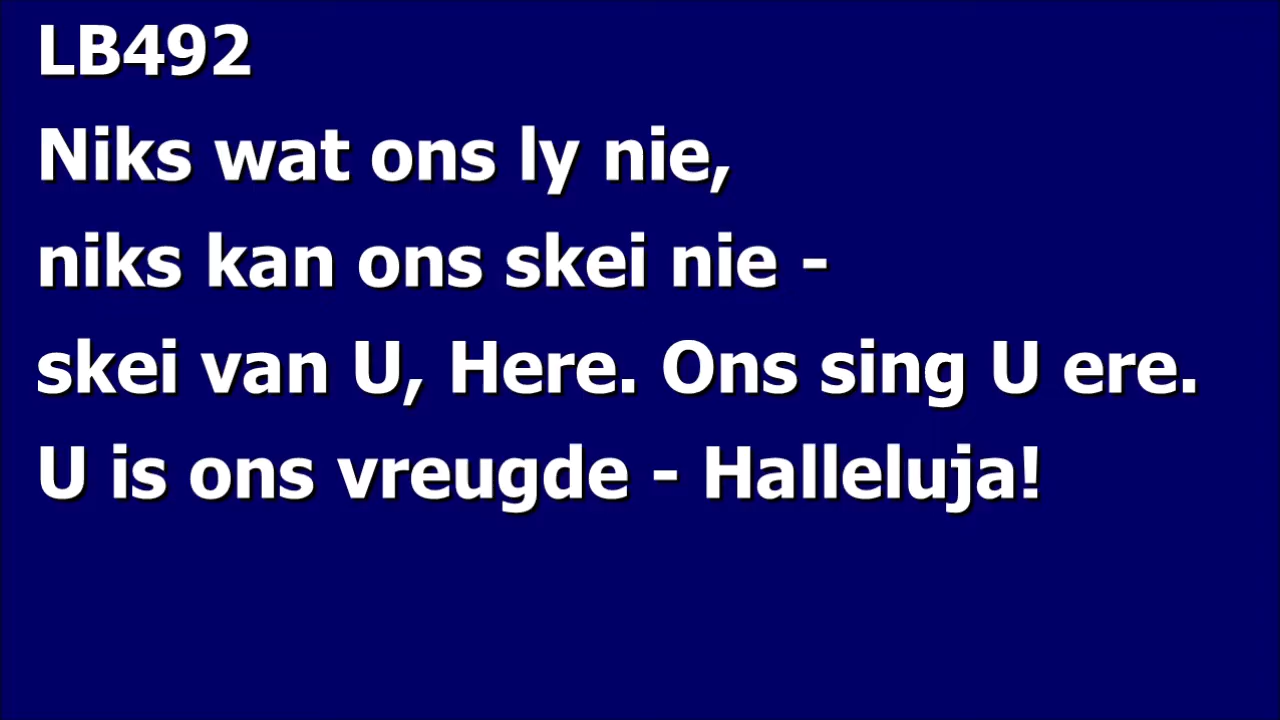 LB492
Niks wat ons ly nie,
niks kan ons skei nie -
skei van U, Here. Ons sing U ere.
U is ons vreugde - Halleluja!